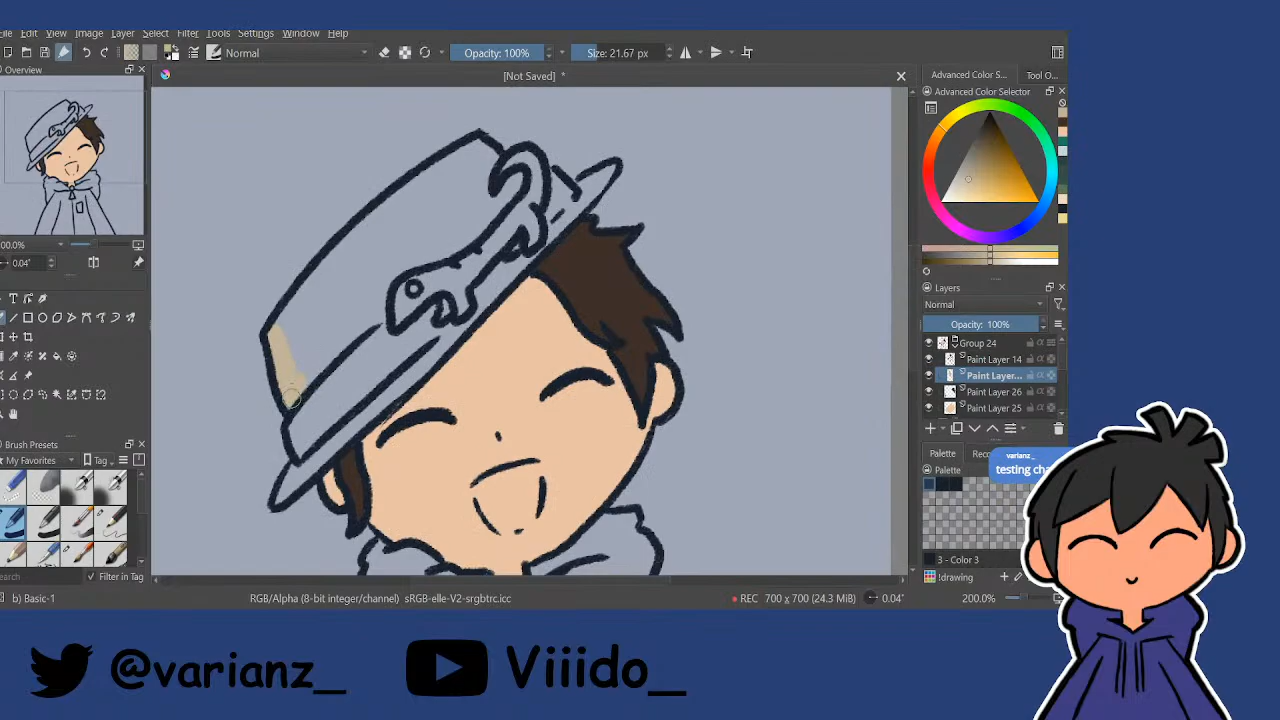 Edit View Image Layer Select Filter Tools Settings Window Help
Normal
Opacity: 100%
Size: 21.67 px
Overview
[Not Saved] *
Advanced Color S...
Tool O...
Advanced Color Selector
Layers
Normal
Opacity: 100%
Group 24
Paint Layer 14
Paint Layer...
Paint Layer 26
Paint Layer 25
0.04°
Brush Presets
My Favorites
Tag
Filter in Tag
Palette
Palette
varianz_
3 - Color 3
!drawing
b) Basic-1
RGB/Alpha (8-bit integer/channel) sRGB-elle-V2-srgbtrc.icc
REC
700 x 700 (24.3 MiB)
0.04°
200.0%
@varianz_
Viiido_